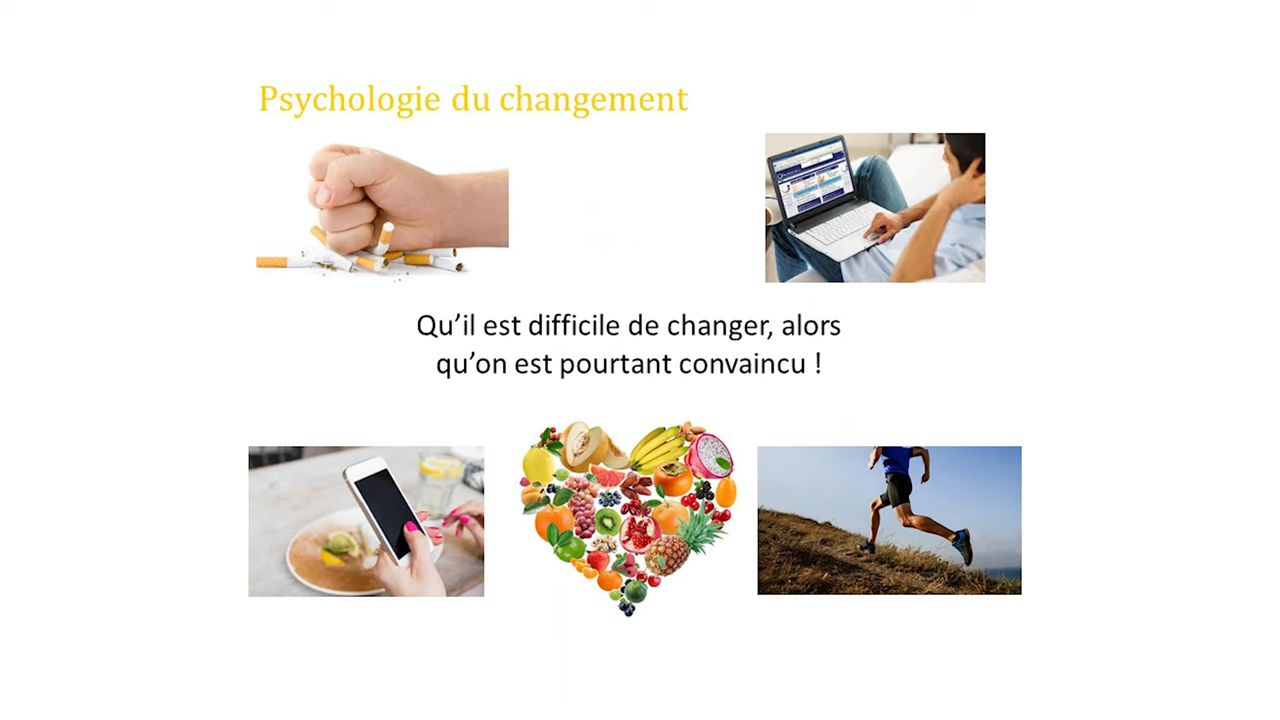 Psychologie du changement
Qu’il est difficile de changer, alors
qu’on est pourtant convaincu !